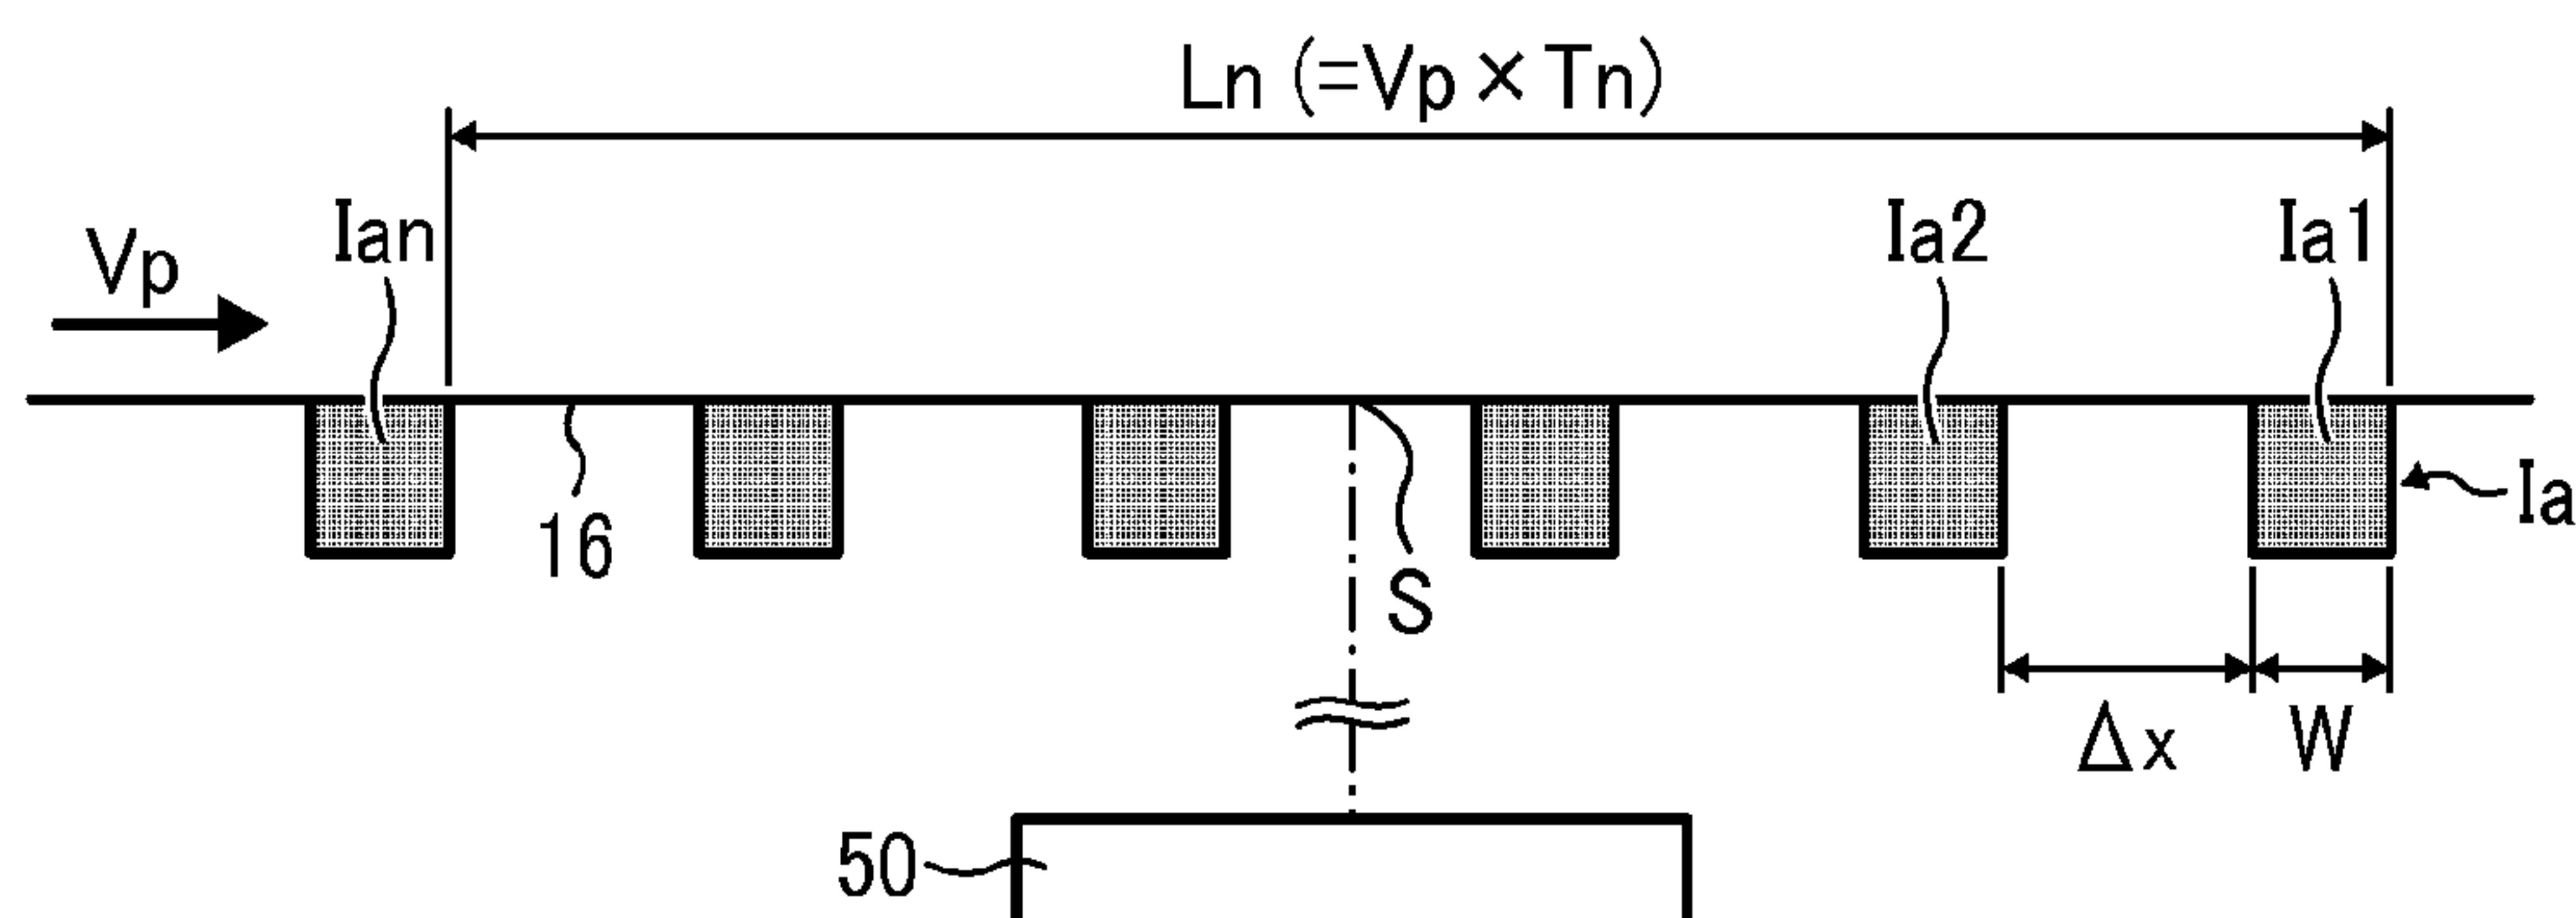 Ln (=Vp × Tn)
Vp
Ian
Ia2
Ia1
16
S
Ia
Δx
W
50